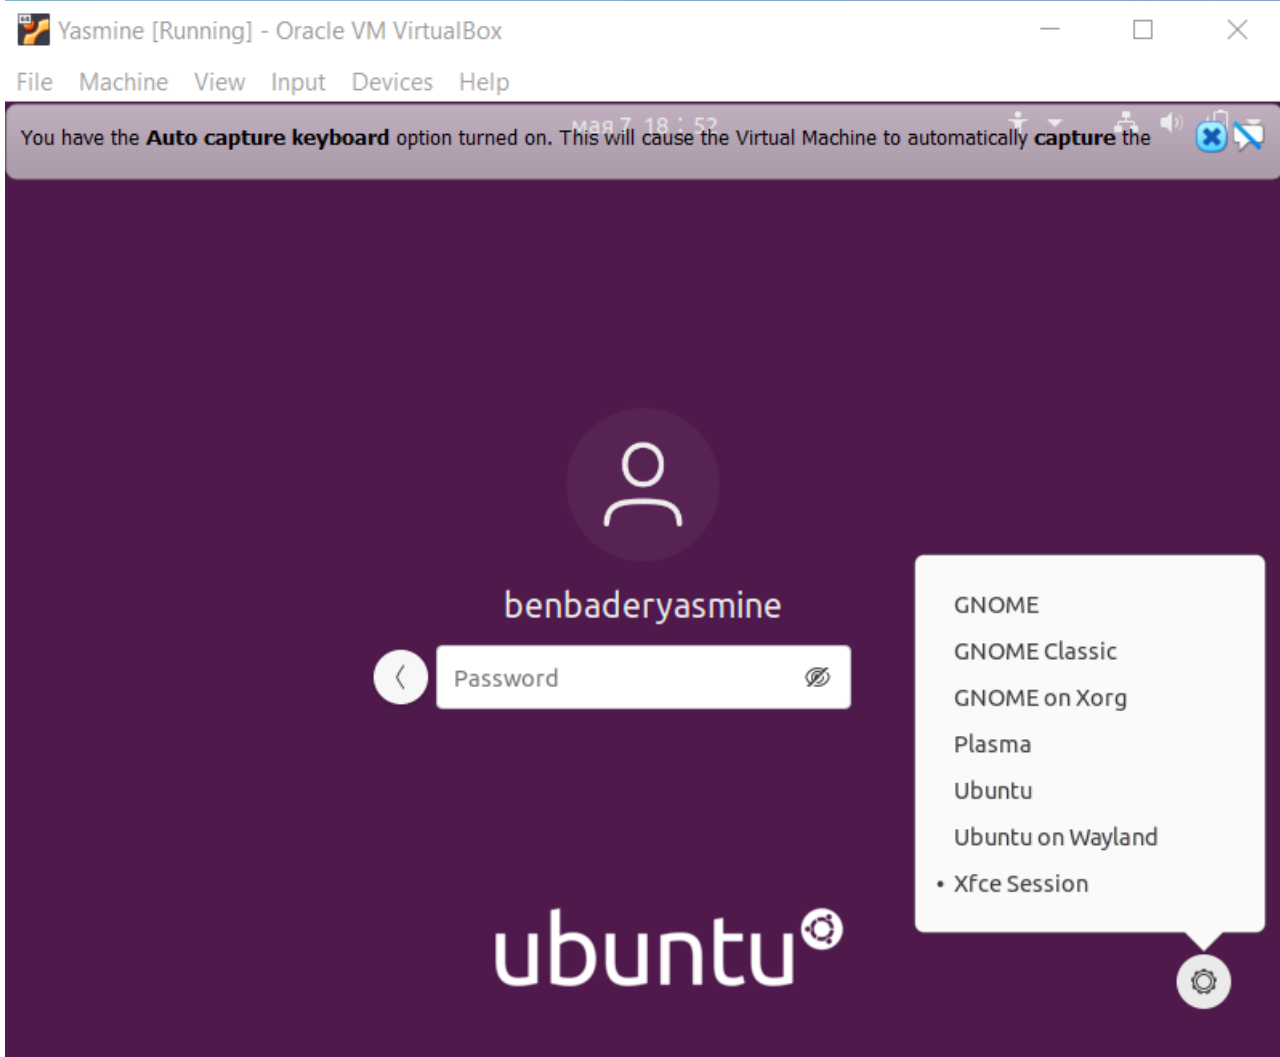 Yasmine [Running] - Oracle VM VirtualBox
File Machine View Input Devices Help
мая 7 18 : 52
You have the Auto capture keyboard option turned on. This will cause the Virtual Machine to automatically capture the
benbaderyasmine
Password
GNOME
GNOME Classic
GNOME on Xorg
Plasma
Ubuntu
Ubuntu on Wayland
• Xfce Session
ubuntu